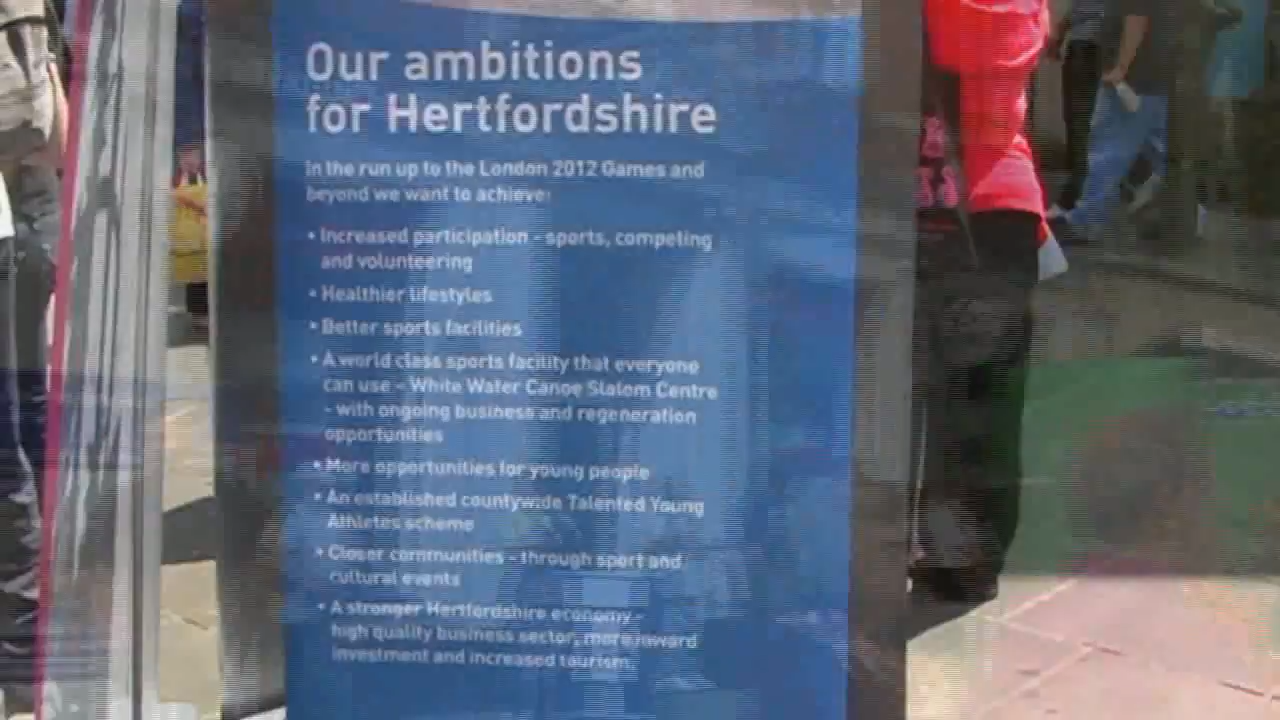 Our ambitions
for Hertfordshire
In the run up to the London 2012 Games and
beyond we want to achieve:
• Increased participation - sports, competing
and volunteering
• Healthier lifestyles
• Better sports facilities
• A world class sports facility that everyone
can use - White Water Canoe Slalom Centre
- with ongoing business and regeneration
opportunities
• More opportunities for young people
• An established countywide Talented Young
Athletes scheme
• Closer communities - through sport and
cultural events
• A stronger Hertfordshire economy -
high quality business sector, more inward
investment and increased tourism.